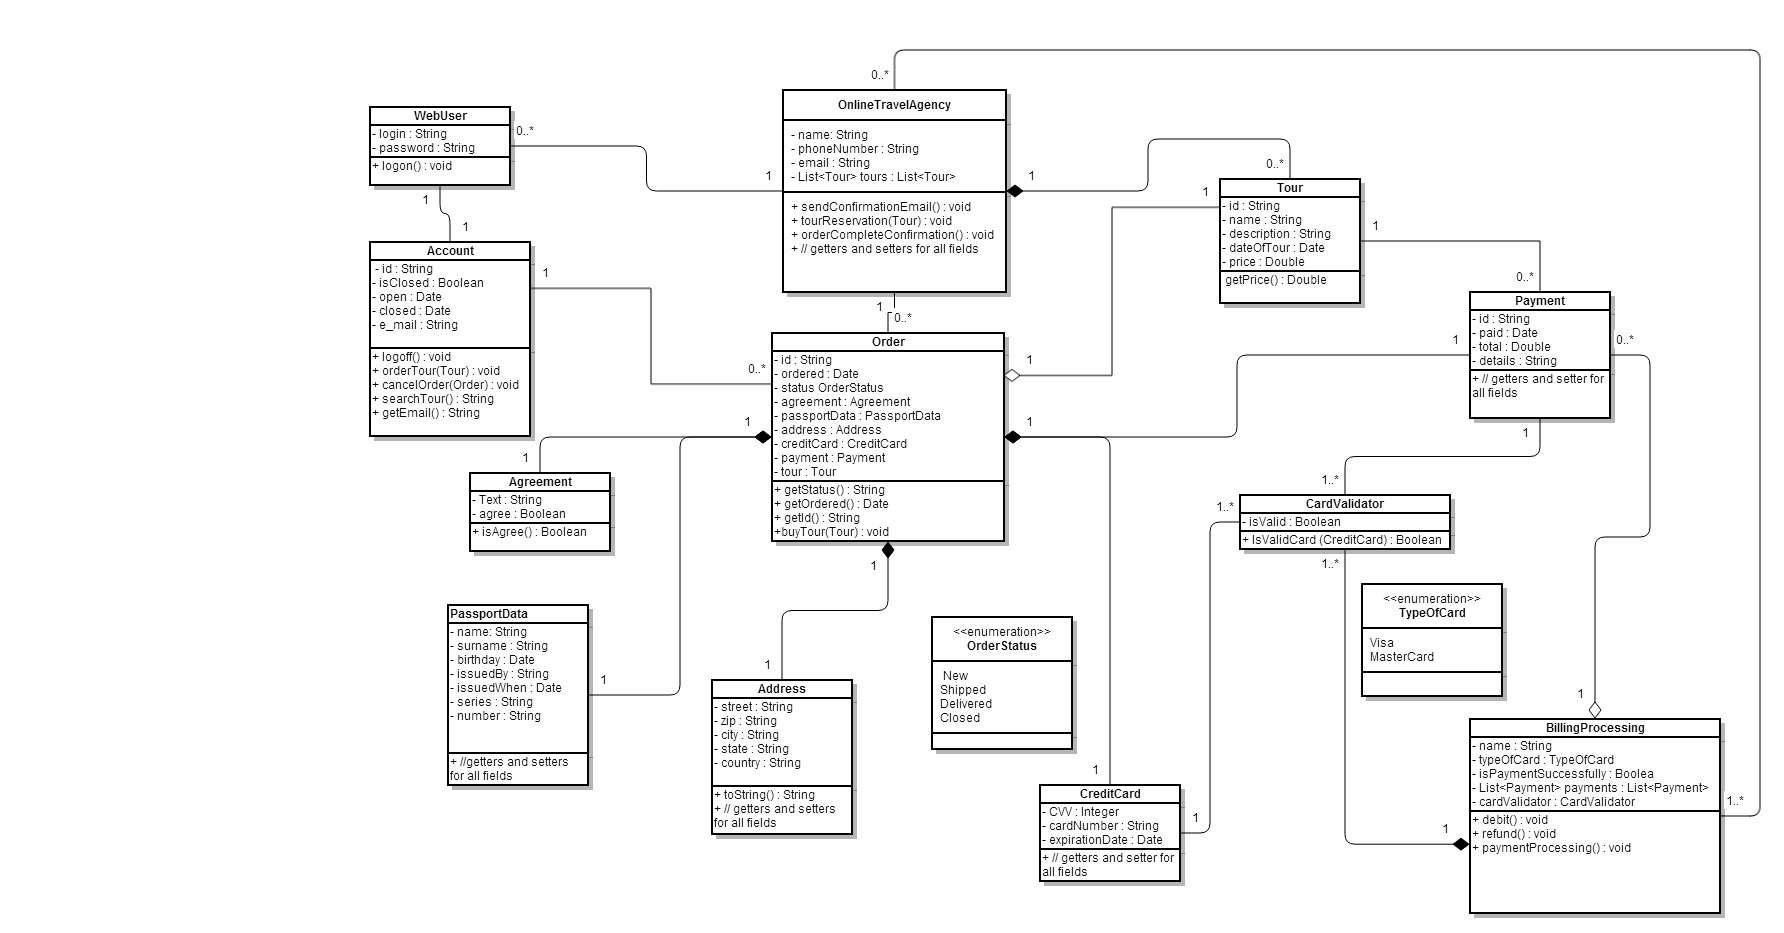 0..*
OnlineTravelAgency
- name: String
- phoneNumber : String
- email : String
- List<Tour> tours : List<Tour>
+ sendConfirmationEmail() : void
+ tourReservation(Tour) : void
+ orderCompleteConfirmation() : void
+ // getters and setters for all fields
WebUser
- login : String
- password : String
+ logon() : void
0..*
1
1
0..*
1
1
1
Tour
- id : String
- name : String
- description : String
- dateOfTour : Date
- price : Double
getPrice() : Double
1
0..*
Account
- id : String
- isClosed : Boolean
- open : Date
- closed : Date
- e_mail : String
+ logoff() : void
+ orderTour(Tour) : void
+ cancelOrder(Order) : void
+ searchTour() : String
+ getEmail() : String
1
0..*
1
0..*
Order
- id : String
- ordered : Date
- status OrderStatus
- agreement : Agreement
- passportData : PassportData
- address : Address
- creditCard : CreditCard
- payment : Payment
- tour : Tour
+ getStatus() : String
+ getOrdered() : Date
+ getId() : String
+buyTour(Tour) : void
1
1
1
Payment
- id : String
- paid : Date
- total : Double
- details : String
+ // getters and setter for
all fields
0..*
1
1..*
1
1
Agreement
- Text : String
- agree : Boolean
+ isAgree() : Boolean
1..*
CardValidator
- isValid : Boolean
+ IsValidCard (CreditCard) : Boolean
1..*
1
1
PassportData
- name: String
- surname : String
- birthday : Date
- issuedBy : String
- issuedWhen : Date
- series : String
- number : String
+ //getters and setters
for all fields
1
Address
- street : String
- zip : String
- city : String
- state : String
- country : String
+ toString() : String
+ // getters and setters
for all fields
<<enumeration>>
OrderStatus
New
Shipped
Delivered
Closed
<<enumeration>>
TypeOfCard
Visa
MasterCard
1
CreditCard
- CVV : Integer
- cardNumber : String
- expirationDate : Date
+ // getters and setter for
all fields
1
1
BillingProcessing
- name : String
- typeOfCard : TypeOfCard
- isPaymentSuccessfully : Boolea
- List<Payment> payments : List<Payment>
- cardValidator : CardValidator
+ debit() : void
+ refund() : void
+ paymentProcessing() : void
1..*
1